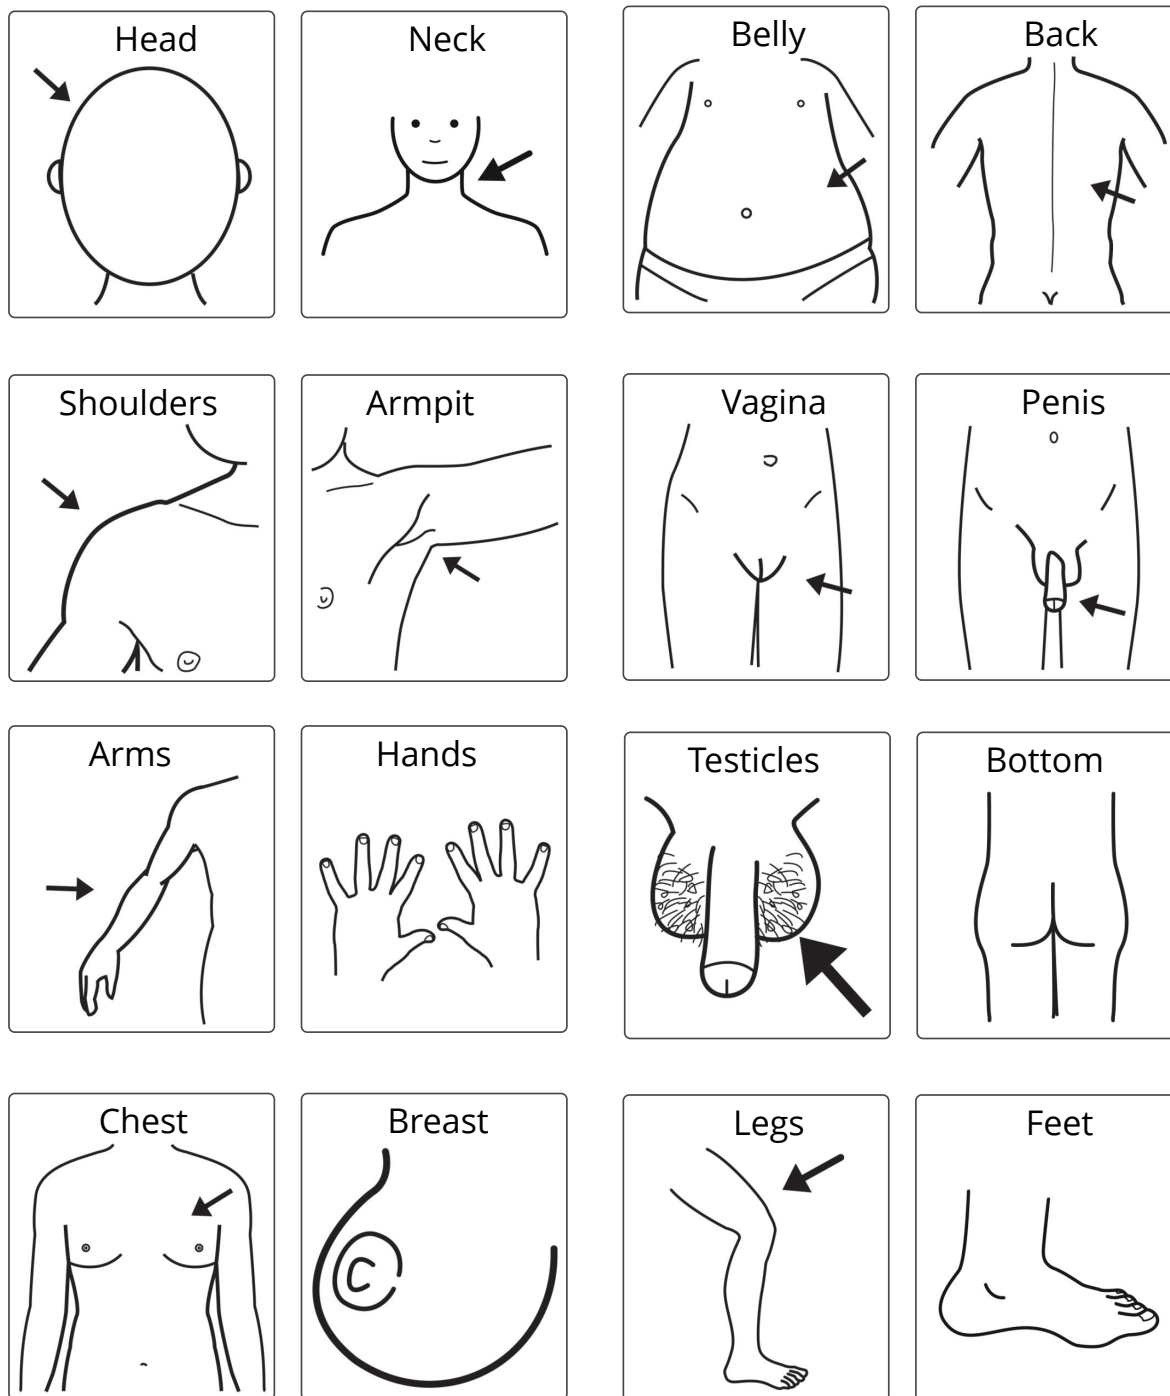 Head
Neck
Belly
Back
Shoulders
Armpit
Vagina
Penis
Arms
Hands
Testicles
Bottom
Chest
Breast
Legs
Feet